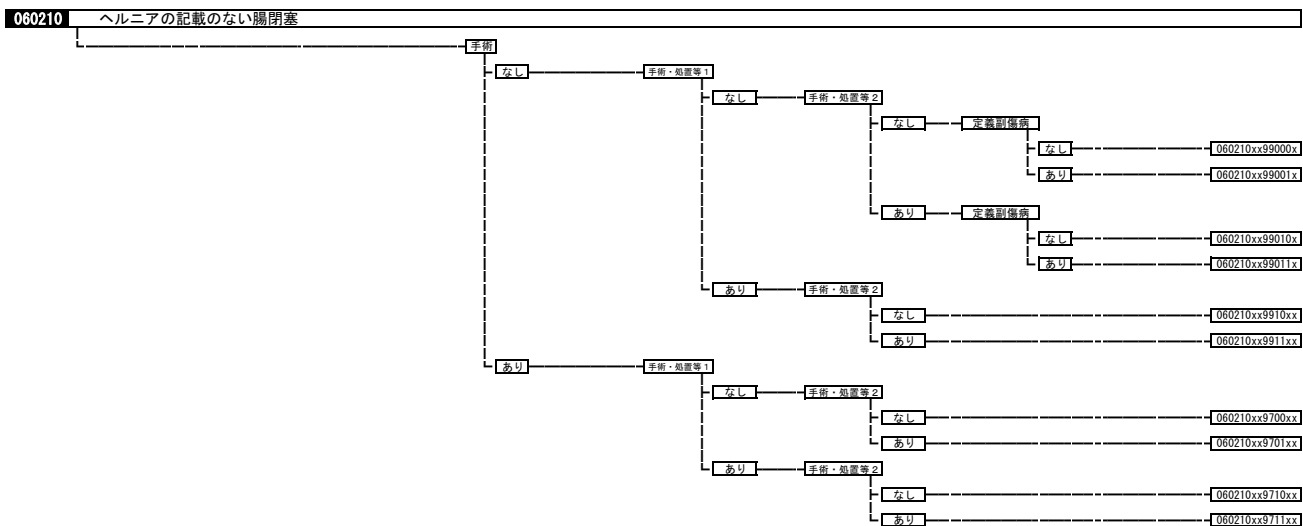 060210 ヘルニアの記載のない腸閉塞
手術
なし 手術・処置等1
なし 手術・処置等2
なし 定義副傷病
なし 060210xx99000x
あり 060210xx99001x
あり 定義副傷病
なし 060210xx99010x
あり 060210xx99011x
あり 手術・処置等2
なし 060210xx9910xx
あり 060210xx9911xx
あり 手術・処置等1
なし 手術・処置等2
なし 060210xx9700xx
あり 060210xx9701xx
あり 手術・処置等2
なし 060210xx9710xx
あり 060210xx9711xx